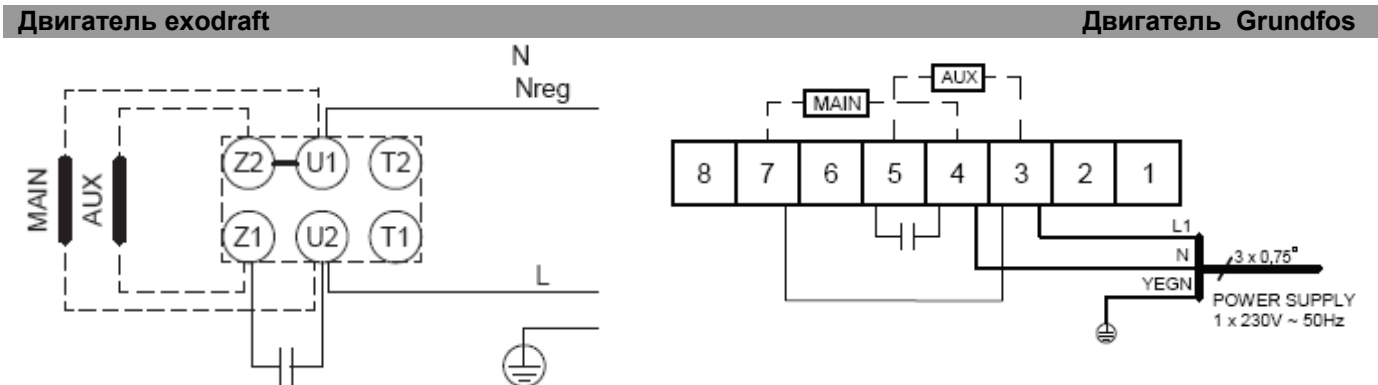 Двигатель exodraft
Двигатель Grundfos
N
Nreg
MAIN
AUX
Z2
U1
T2
Z1
U2
T1
L
AUX
MAIN
8 7 6 5 4 3 2 1
L1
N
YEGN
3 x 0,75°
POWER SUPPLY
1 x 230V ~ 50Hz